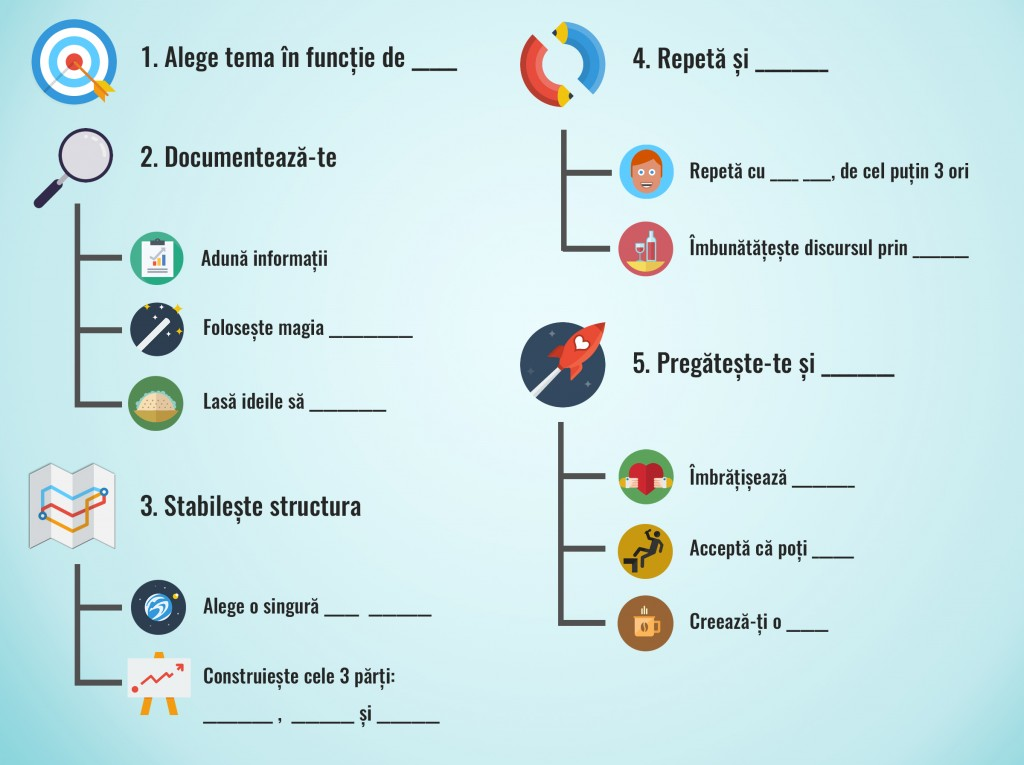 1. Alege tema în funcție de ____
2. Documentează-te
Adună informații
Folosește magia ________
Lasă ideile să _______
3. Stabilește structura
Alege o singură ___ ______
Construiește cele 3 părți:
_______ , ______ și ______
4. Repetă și ______
Repetă cu ___ ___, de cel puțin 3 ori
Îmbunătățește discursul prin ______
5. Pregătește-te și ______
Îmbrățișează ______
Acceptă că poți ____
Creează-ți o ____